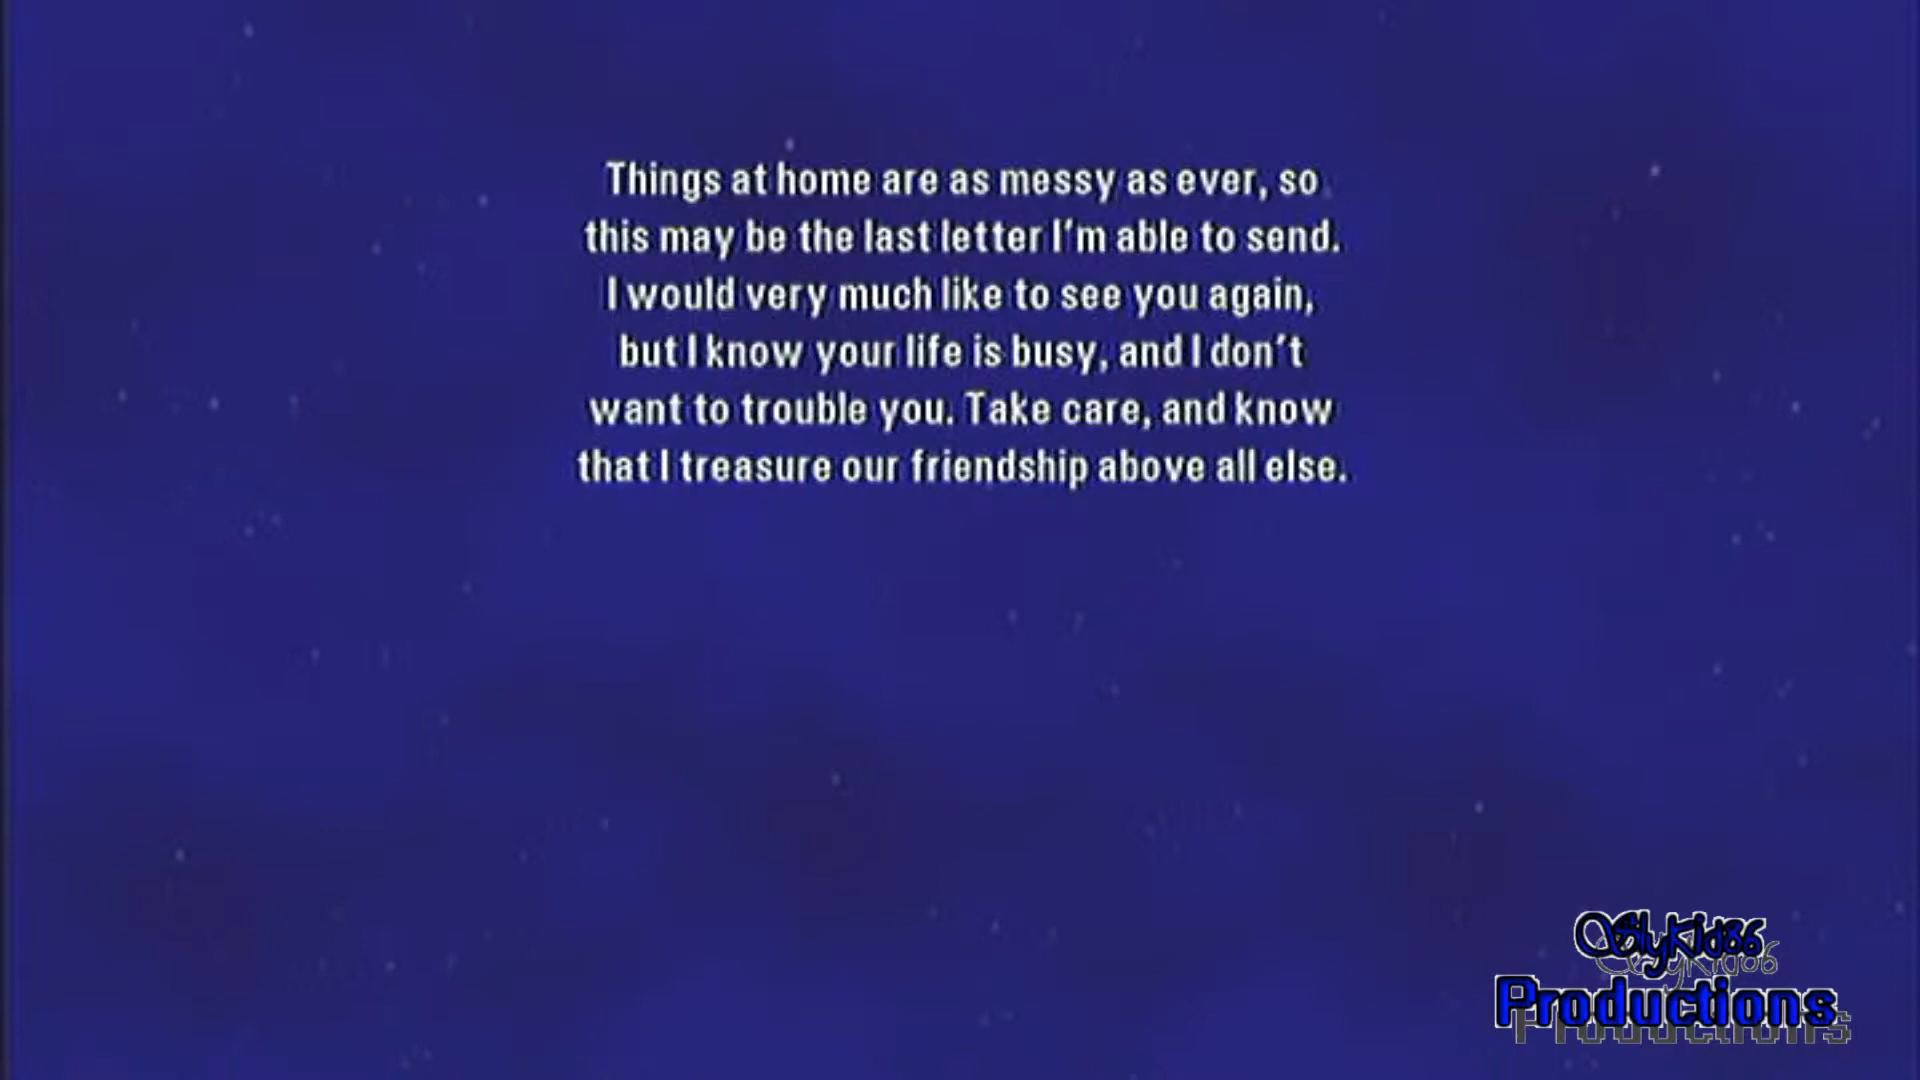 Things at home are as messy as ever, so
this may be the last letter I'm able to send.
I would very much like to see you again,
but I know your life is busy, and I don't
want to trouble you. Take care, and know
that I treasure our friendship above all else.
SlyKid86
Productions